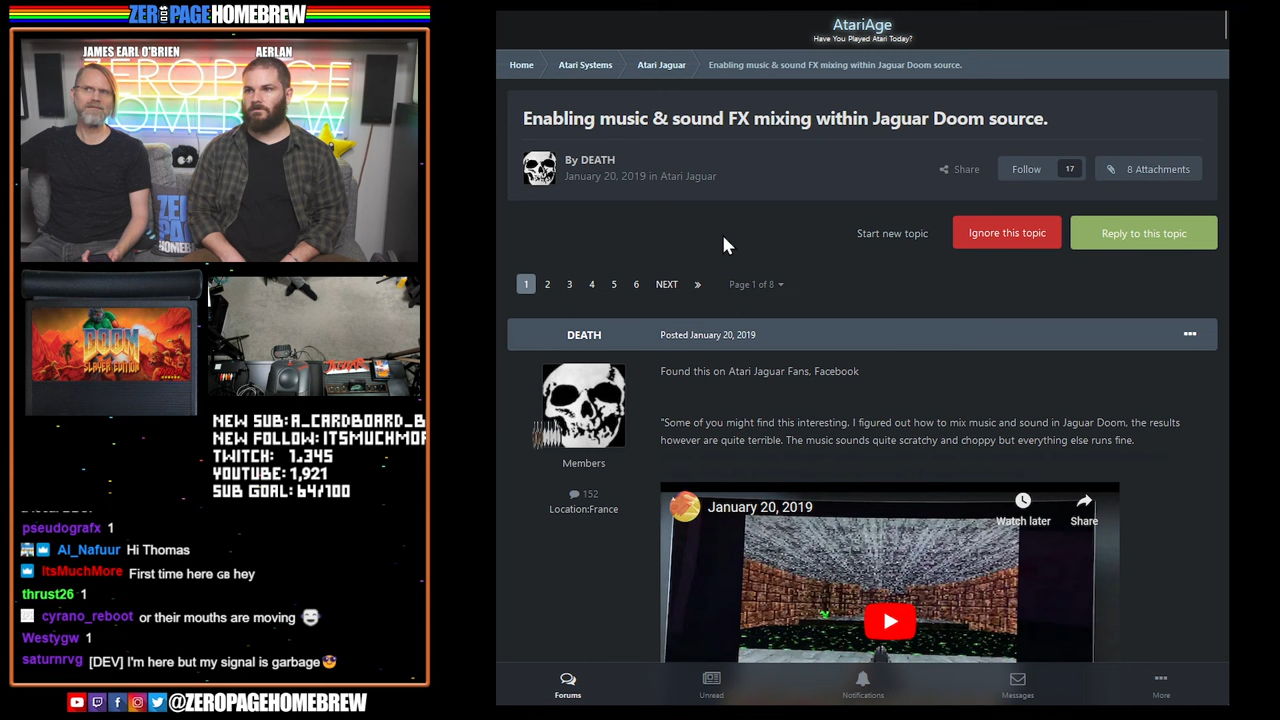 ZEROPAGE HOMEBREW
JAMES EARL O'BRIEN
AERLAN
ZEROPAGE
HOMEBREW
DOOM
SLAYER EDITION
NEW SUB: A_CARDBOARD_B
NEW FOLLOW: ITSMUCHMOR
TWITCH: 1,345
YOUTUBE: 1,921
SUB GOAL: 64/100
pseudografx 1
Al_Nafuur Hi Thomas
ItsMuchMore First time here GB hey
thrust26 1
cyrano_reboot or their mouths are moving
Westygw 1
saturnrvg [DEV] I'm here but my signal is garbage
@ZEROPAGEHOMEBREW
AtariAge
Have You Played Atari Today?
Home
Atari Systems
Atari Jaguar
Enabling music & sound FX mixing within Jaguar Doom source.
Enabling music & sound FX mixing within Jaguar Doom source.
By DEATH
January 20, 2019 in Atari Jaguar
Share
Follow 17
8 Attachments
Start new topic
Ignore this topic
Reply to this topic
1 2 3 4 5 6 NEXT » Page 1 of 8
DEATH
Posted January 20, 2019
•••
Members
152
Location:France
Found this on Atari Jaguar Fans, Facebook
"Some of you might find this interesting. I figured out how to mix music and sound in Jaguar Doom, the results
however are quite terrible. The music sounds quite scratchy and choppy but everything else runs fine.
January 20, 2019
Watch later
Share
Forums
Unread
Notifications
Messages
More